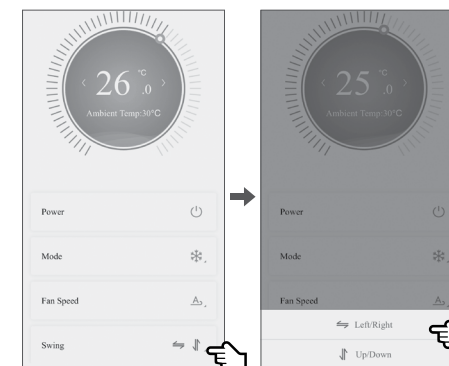 26 °C .0
Ambient Temp:30°C
Power
Mode
Fan Speed
A
Swing
25 °C .0
Ambient Temp:30°C
Power
Mode
Fan Speed
A
Left/Right
Up/Down